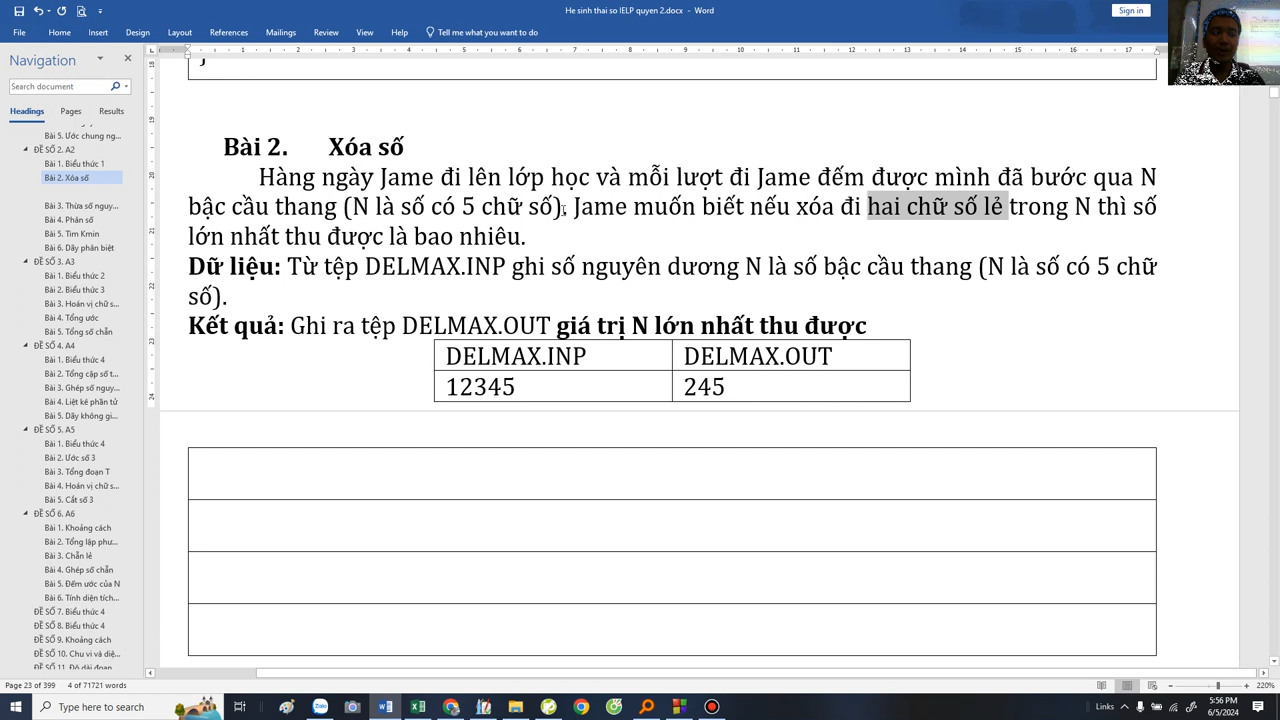 He sinh thai so IELP quyen 2.docx - Word
Sign in
File Home Insert Design Layout References Mailings Review View Help Tell me what you want to do
Navigation
Search document
Headings Pages Results
Bài 5. Ước chung ng...
ĐỀ SỐ 2. A2
Bài 1. Biểu thức 1
Bài 2. Xóa số
Bài 3. Thừa số nguy...
Bài 4. Phân số
Bài 5. Tìm Kmin
Bài 6. Dãy phân biệt
ĐỀ SỐ 3. A3
Bài 1. Biểu thức 2
Bài 2. Biểu thức 3
Bài 3. Hoán vị chữ s...
Bài 4. Tổng ước
Bài 5. Tổng số chẵn
ĐỀ SỐ 4. A4
Bài 1. Biểu thức 4
Bài 2. Tổng cặp số t...
Bài 3. Ghép số nguy...
Bài 4. Liệt kê phần tử
Bài 5. Dãy không gi...
ĐỀ SỐ 5. A5
Bài 1. Biểu thức 4
Bài 2. Ước số 3
Bài 3. Tổng đoạn T
Bài 4. Hoán vị chữ s...
Bài 5. Cắt số 3
ĐỀ SỐ 6. A6
Bài 1. Khoảng cách
Bài 2. Tổng lập phư...
Bài 3. Chẵn lẻ
Bài 4. Ghép số chẵn
Bài 5. Đếm ước của N
Bài 6. Tính diện tích...
ĐỀ SỐ 7. Biểu thức 4
ĐỀ SỐ 8. Biểu thức 4
ĐỀ SỐ 9. Khoảng cách
ĐỀ SỐ 10. Chu vi và diệ...
ĐỀ SỐ 11. Độ dài đoạn
Bài 2. Xóa số
Hàng ngày Jame đi lên lớp học và mỗi lượt đi Jame đếm được mình đã bước qua N
bậc cầu thang (N là số có 5 chữ số). Jame muốn biết nếu xóa đi hai chữ số lẻ trong N thì số
lớn nhất thu được là bao nhiêu.
Dữ liệu: Từ tệp DELMAX.INP ghi số nguyên dương N là số bậc cầu thang (N là số có 5 chữ
số).
Kết quả: Ghi ra tệp DELMAX.OUT giá trị N lớn nhất thu được
DELMAX.INP DELMAX.OUT
12345 245
Page 23 of 399 4 of 71721 words
220%
Type here to search
Links
5:56 PM
6/5/2024